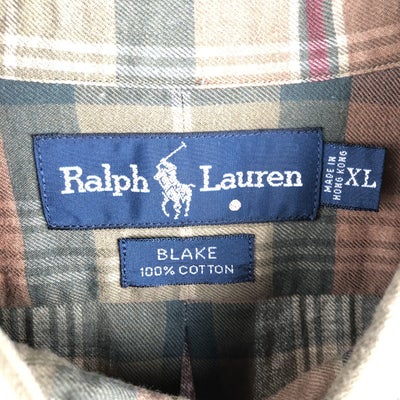 Ralph Lauren
MADE IN
HONG KONG
XL
BLAKE
100% COTTON